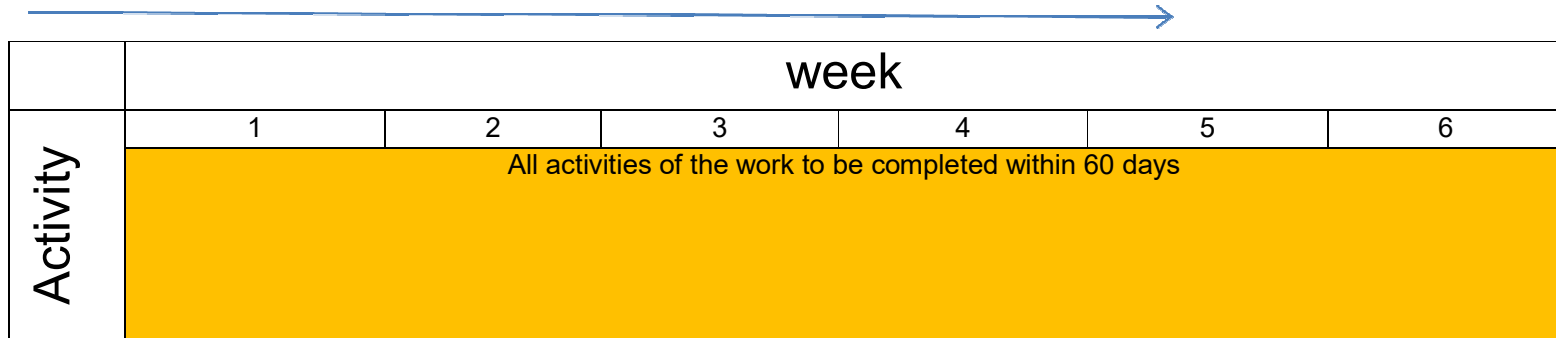 week
1 2 3 4 5 6
All activities of the work to be completed within 60 days
Activity